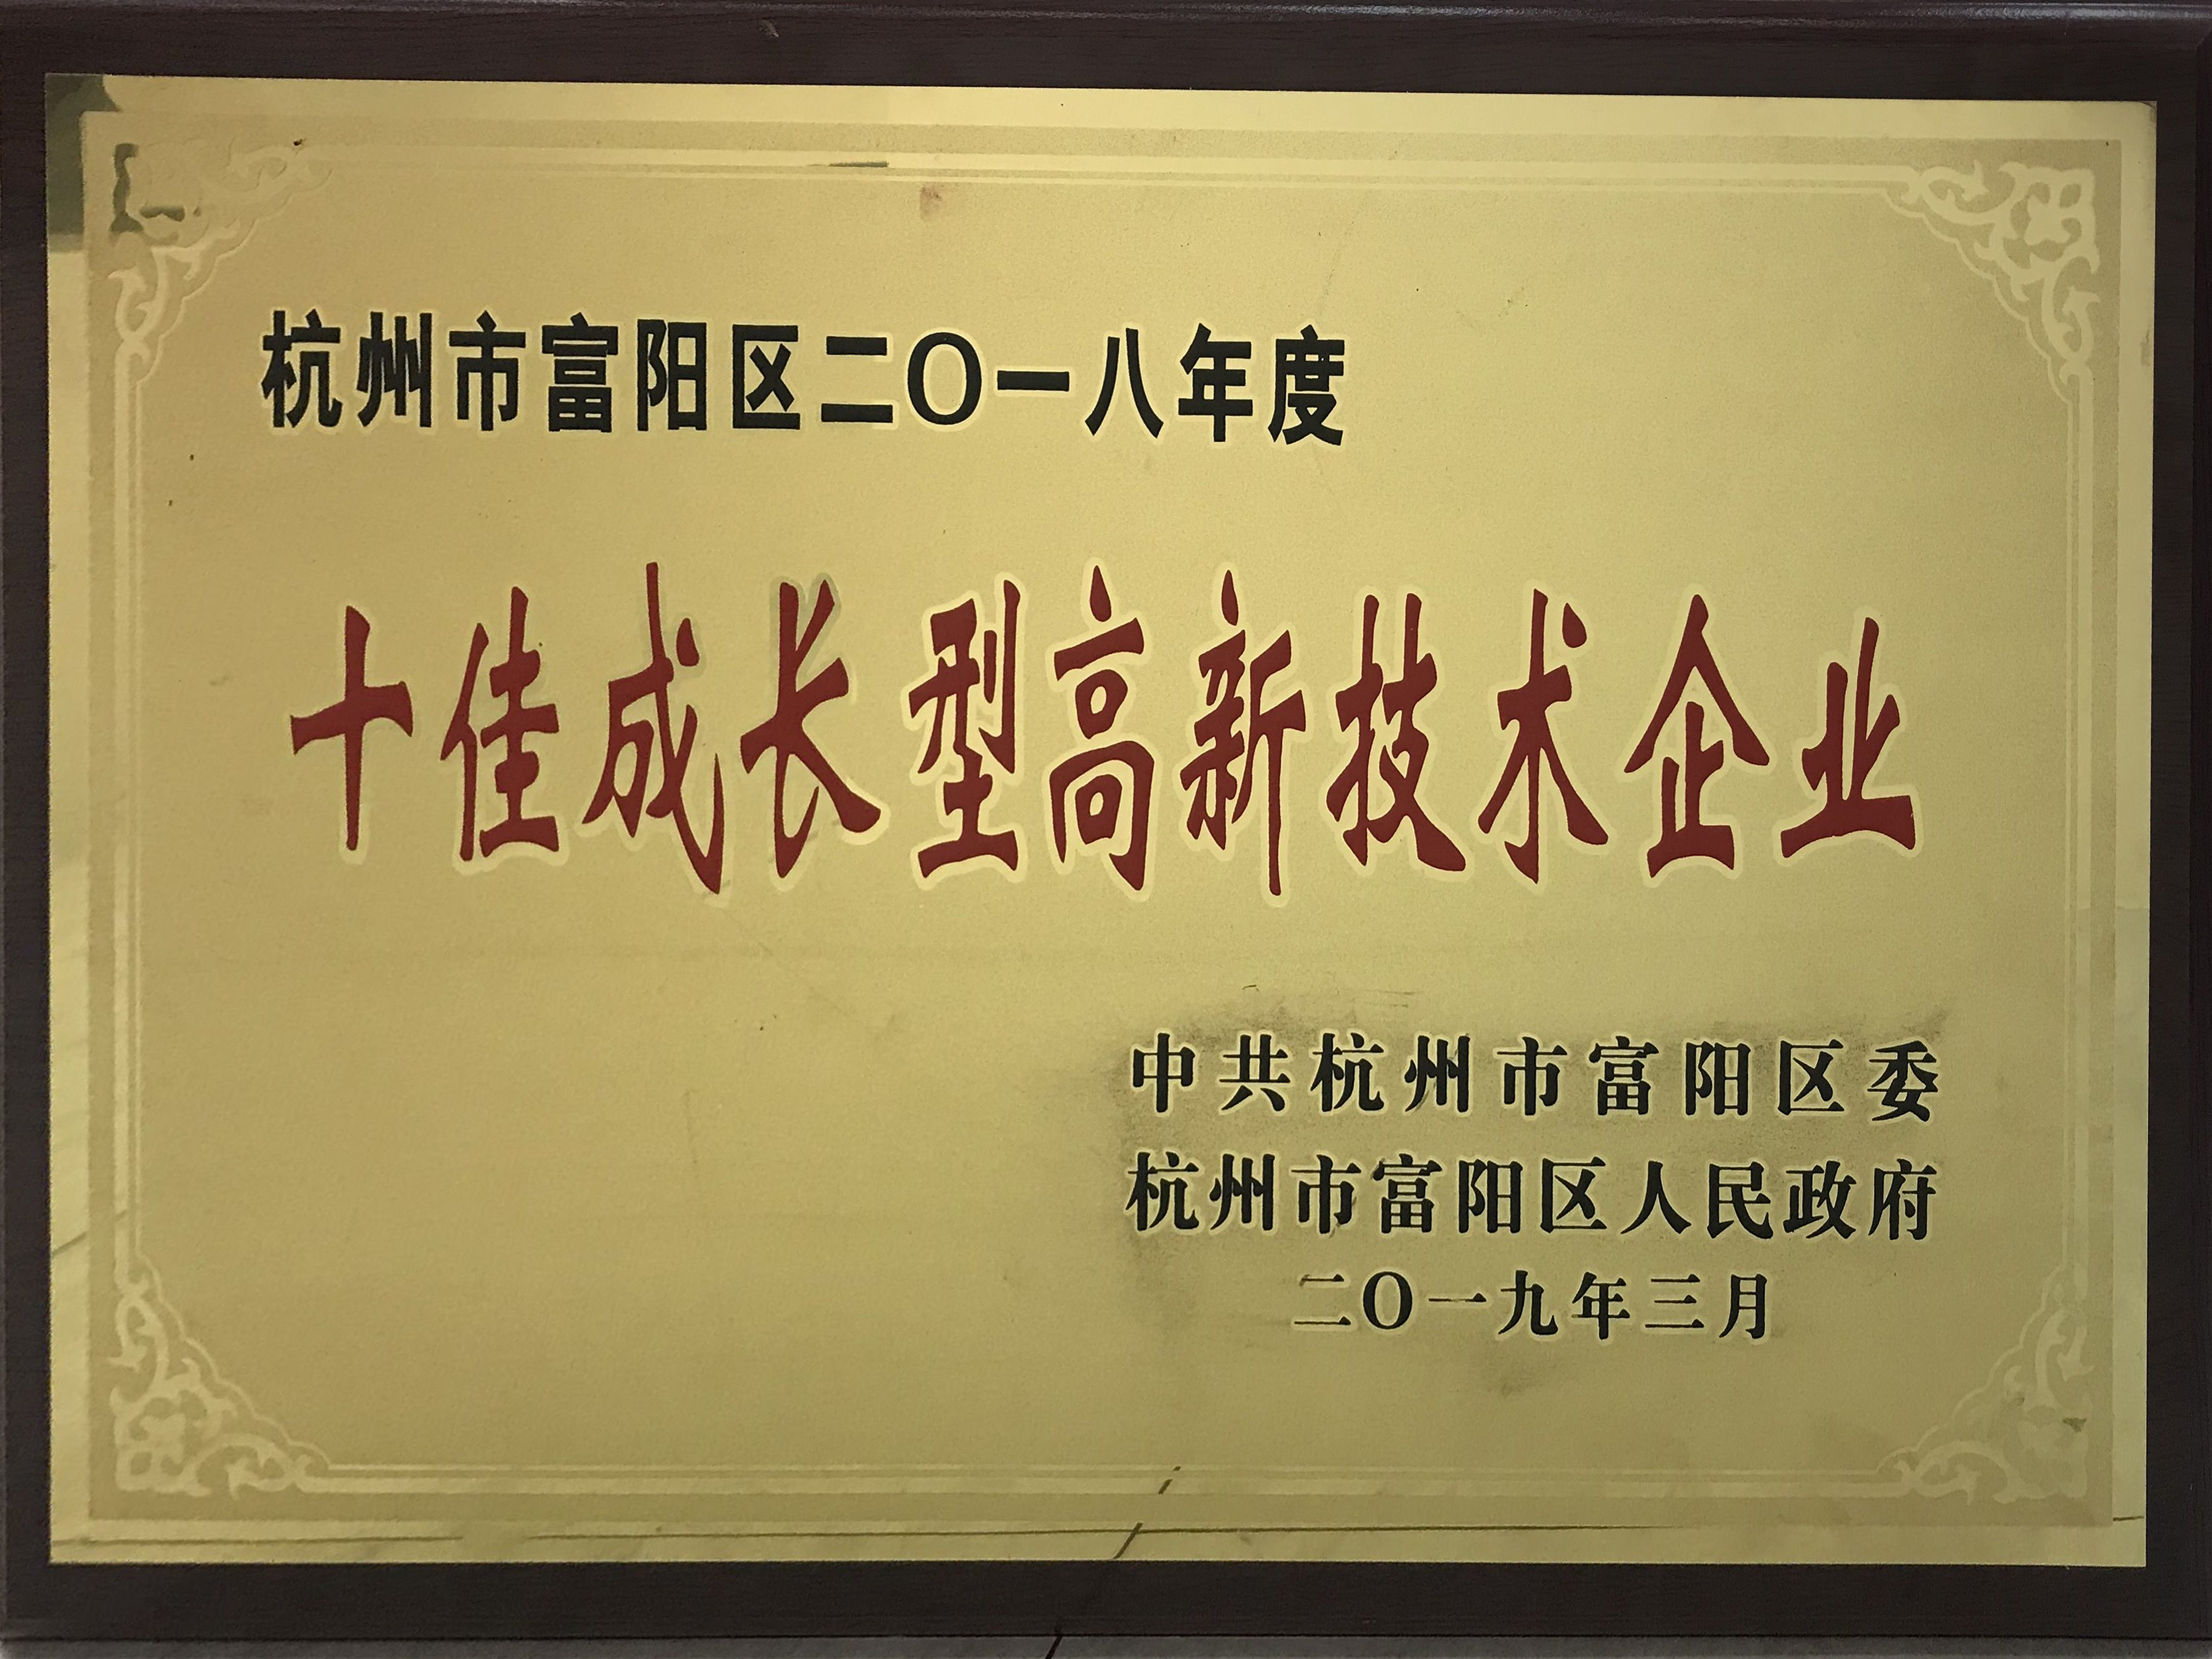 杭州市富阳区二〇一八年度
十佳成长型高新技术企业
中共杭州市富阳区委
杭州市富阳区人民政府
二〇一九年三月